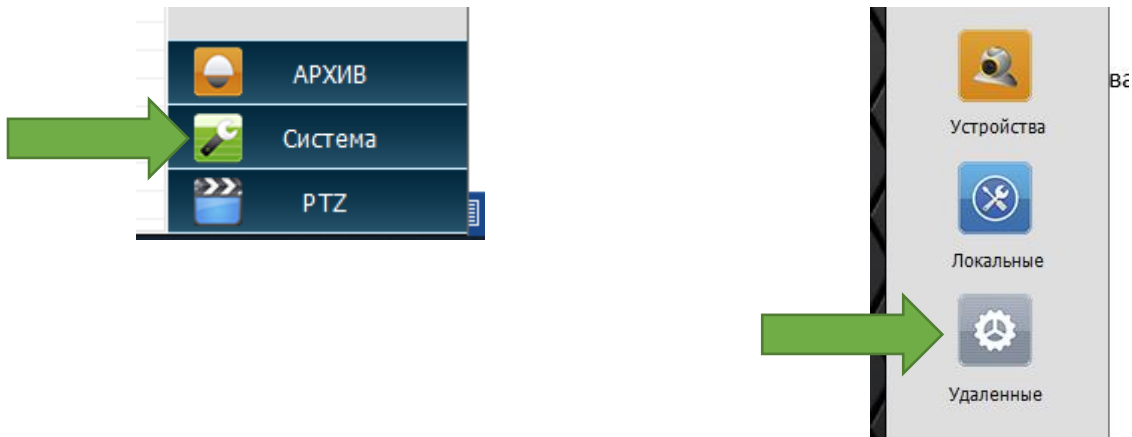 АРХИВ
Система
PTZ
Устройства
Локальные
Удаленные